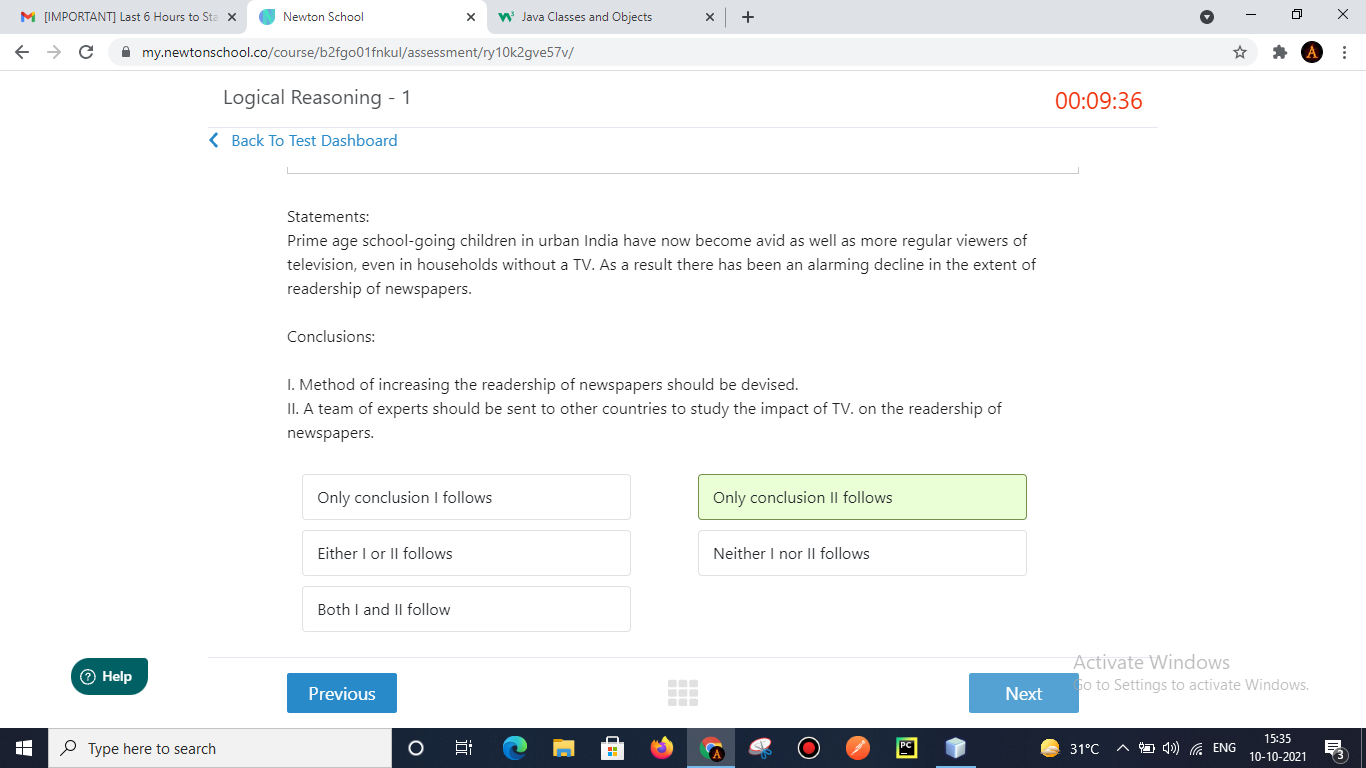 [IMPORTANT] Last 6 Hours to Sta
Newton School
Java Classes and Objects
my.newtonschool.co/course/b2fgo01fnkul/assessment/ry10k2gve57v/
A
Logical Reasoning - 1
00:09:36
Back To Test Dashboard
Statements:
Prime age school-going children in urban India have now become avid as well as more regular viewers of
television, even in households without a TV. As a result there has been an alarming decline in the extent of
readership of newspapers.
Conclusions:
I. Method of increasing the readership of newspapers should be devised.
II. A team of experts should be sent to other countries to study the impact of TV. on the readership of
newspapers.
Only conclusion I follows
Only conclusion II follows
Either I or II follows
Neither I nor II follows
Both I and II follow
Help
Previous
Next
Activate Windows
Go to Settings to activate Windows.
Type here to search
A
PC
31°C
ENG
15:35
10-10-2021
3